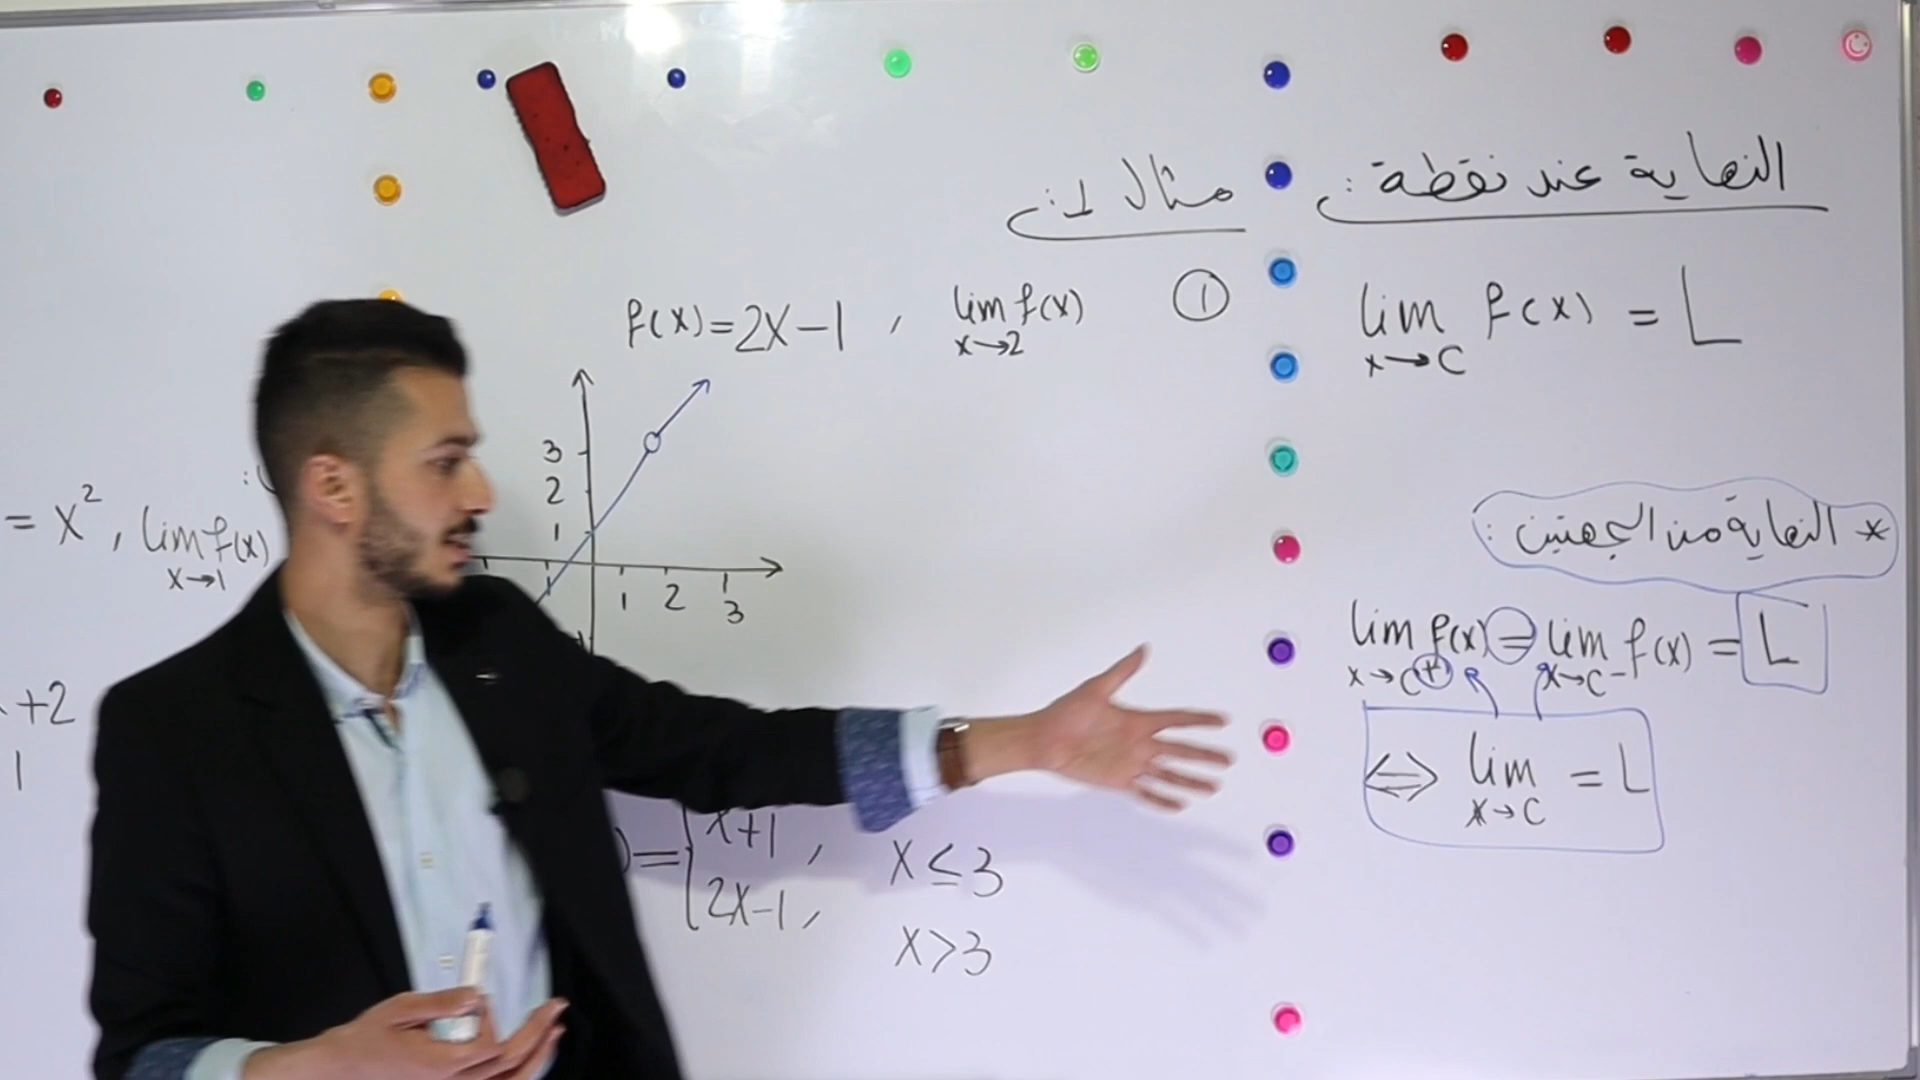 النهاية عند نقطة :
lim f(x) = L
x→c
* النهاية من الجهتين :
lim f(x) = lim f(x) = L
x→c+ x→c-
⟺ lim = L
x→c
مثال 1 :
① f(x)=2x-1 , lim f(x)
x→2
3
2
1
1 2 3
x+1 , x≤3
2x-1 , x>3
= x² , lim f(x)
x→1
+2
1